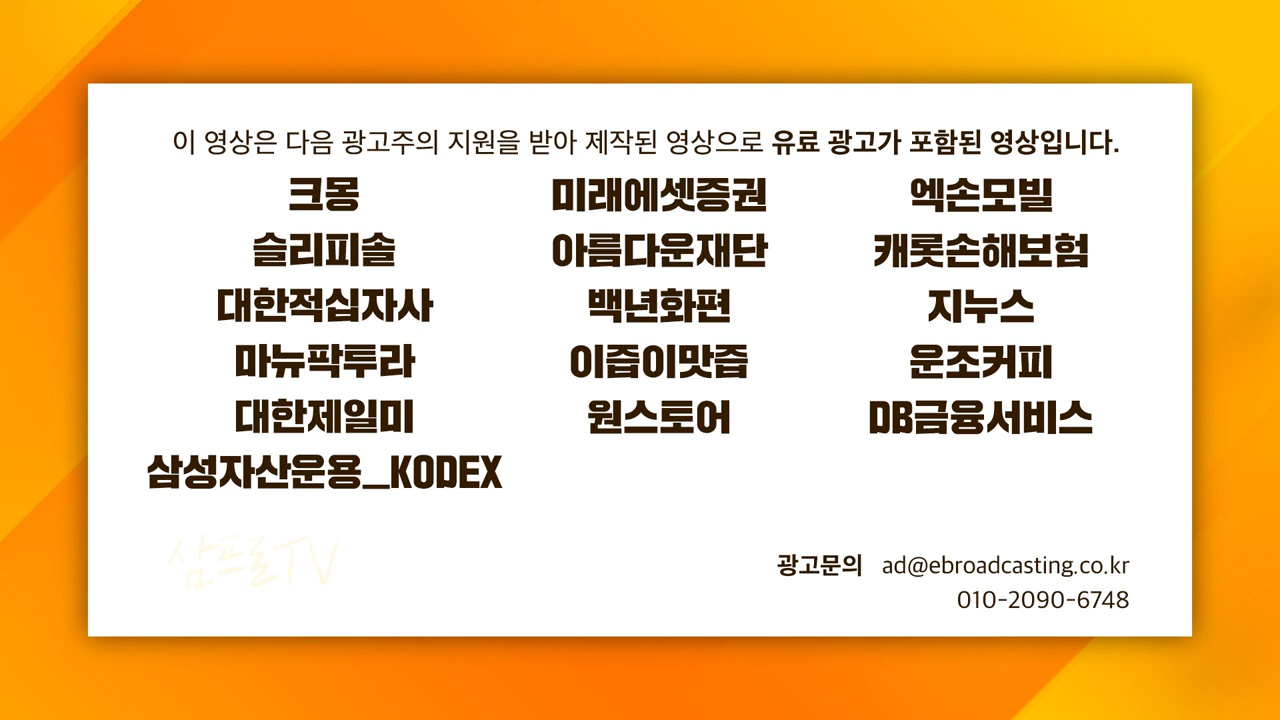 이 영상은 다음 광고주의 지원을 받아 제작된 영상으로 유료 광고가 포함된 영상입니다.
크몽 미래에셋증권 엑손모빌
슬리피솔 아름다운재단 캐롯손해보험
대한적십자사 백년화편 지누스
마뉴팍투라 이즙이맛즙 운조커피
대한제일미 원스토어 DB금융서비스
삼성자산운용_KODEX
삼프로TV
광고문의 ad@ebroadcasting.co.kr
010-2090-6748